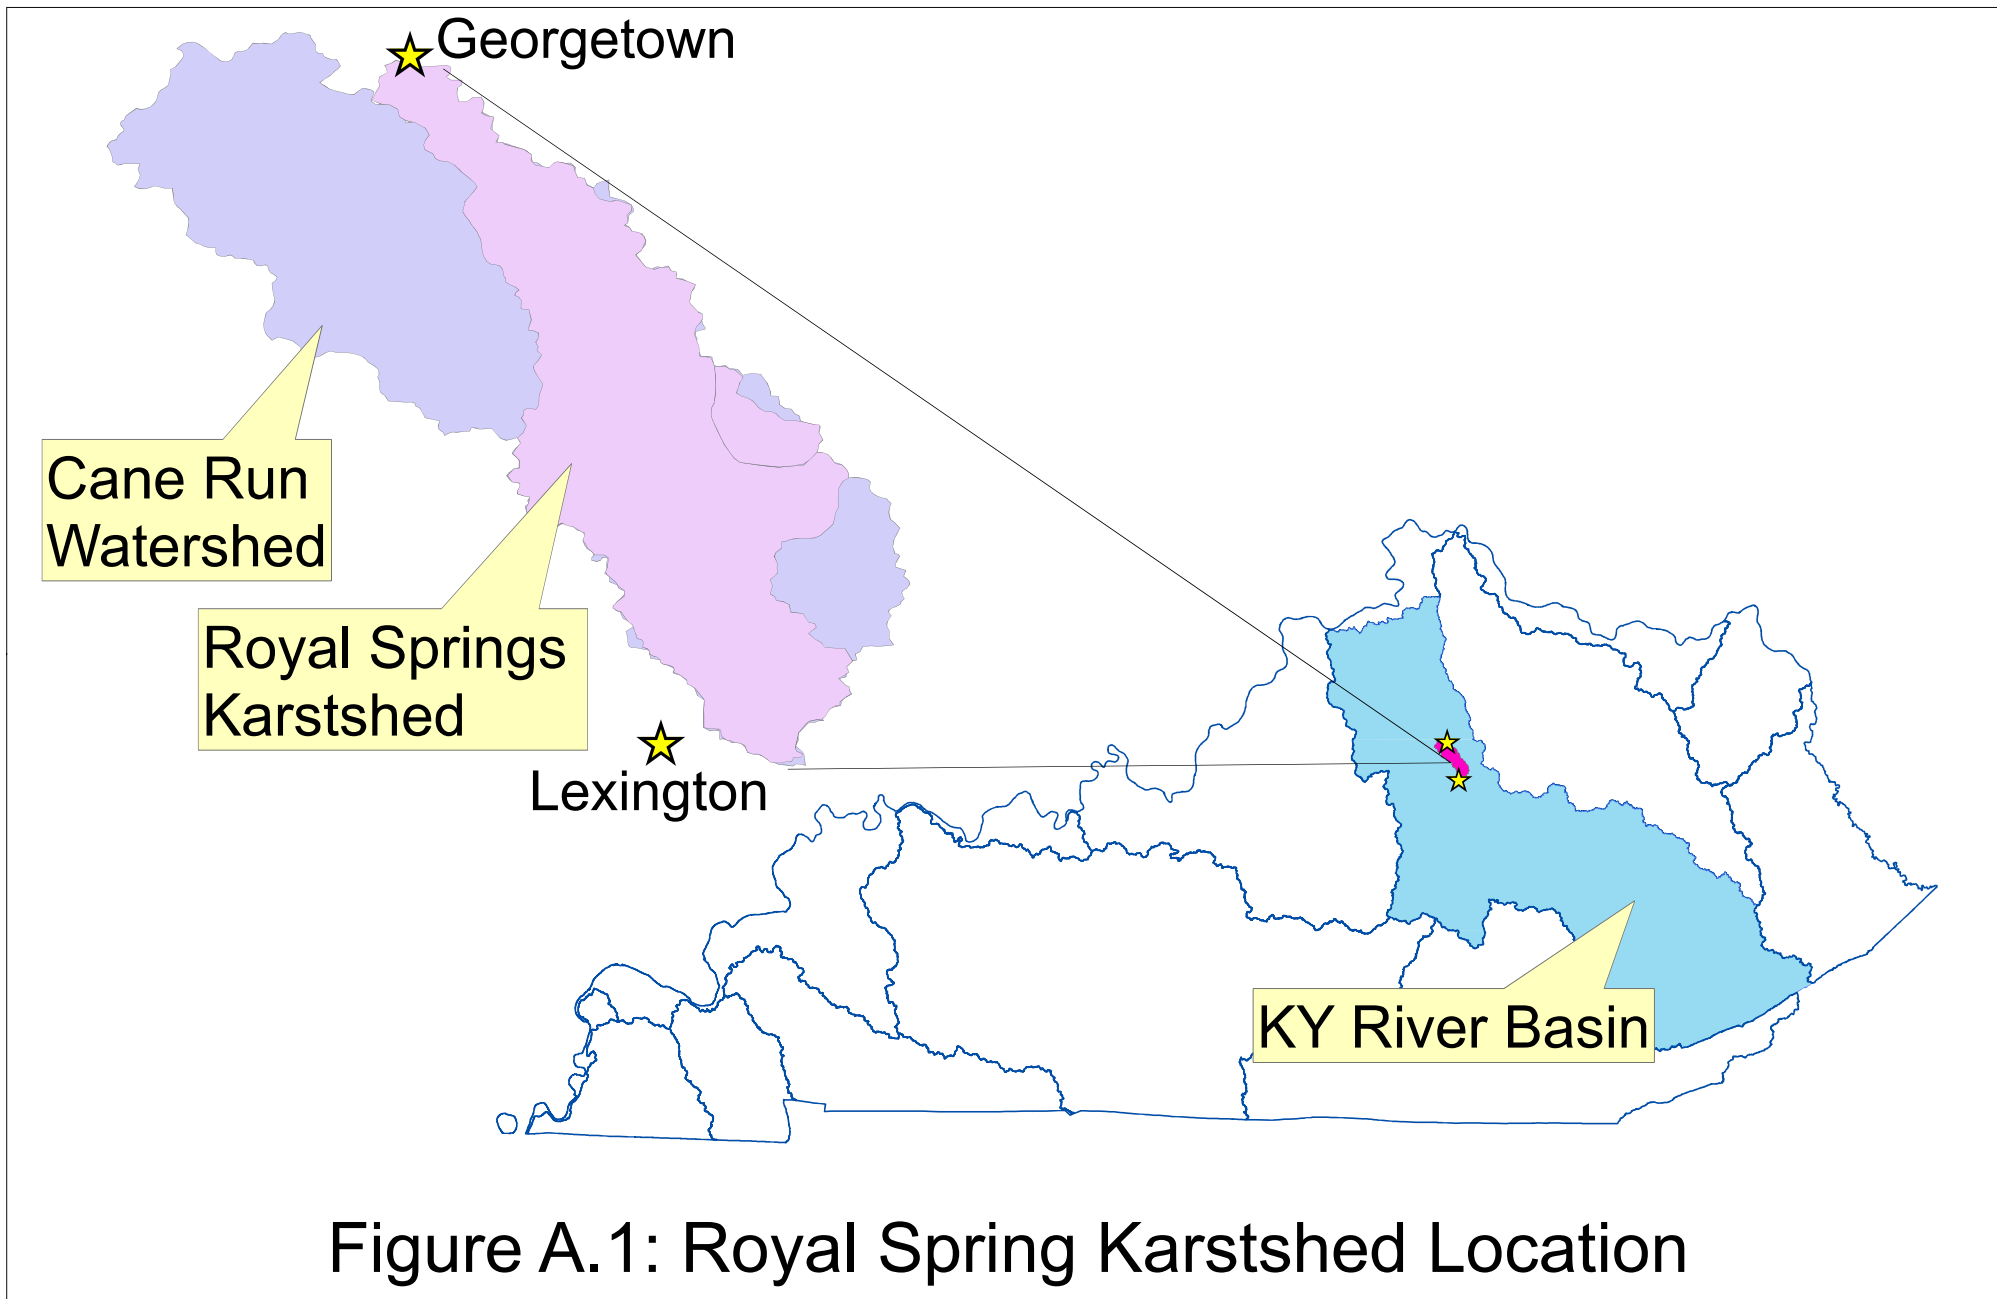 Georgetown
Cane Run
Watershed
Royal Springs
Karstshed
Lexington
KY River Basin
Figure A.1: Royal Spring Karstshed Location